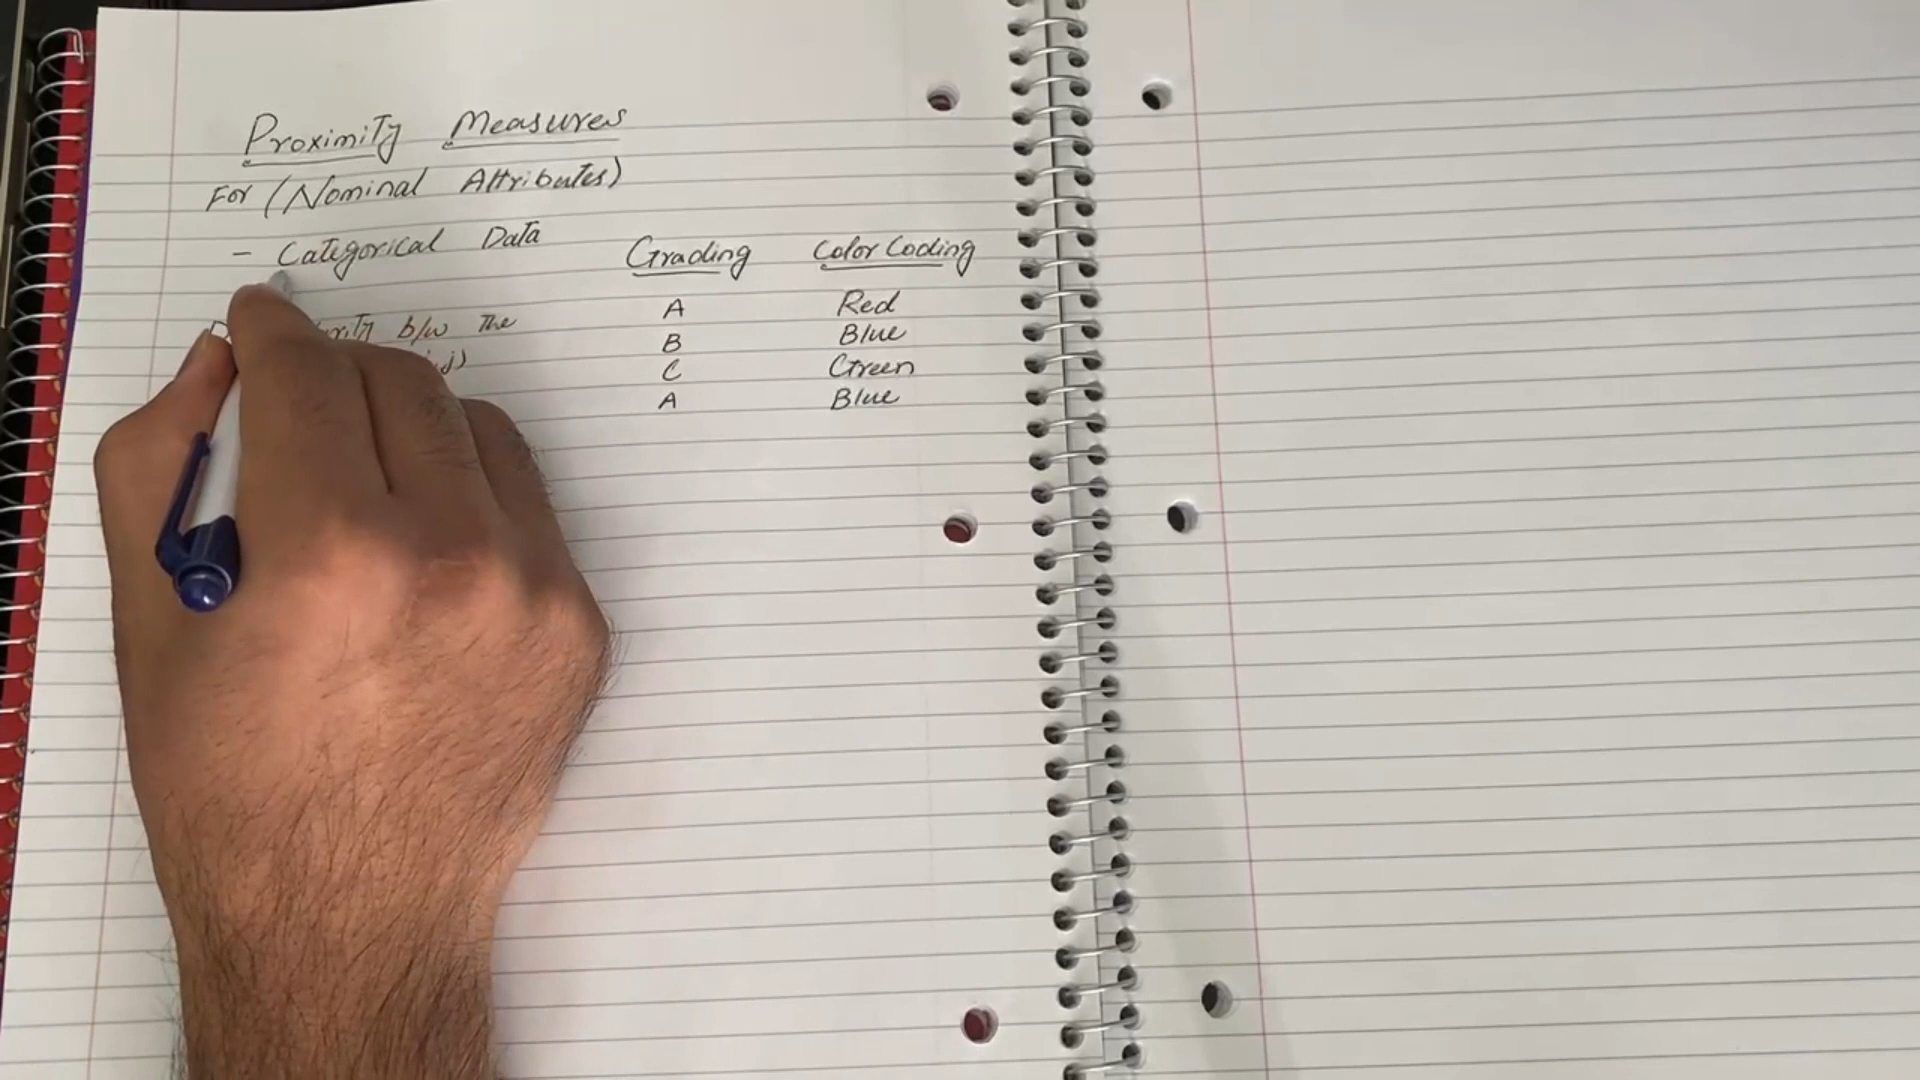 Proximity Measures
For (Nominal Attributes)
- Categorical Data
b/w the
Grading Color Coding
A Red
B Blue
C Green
A Blue